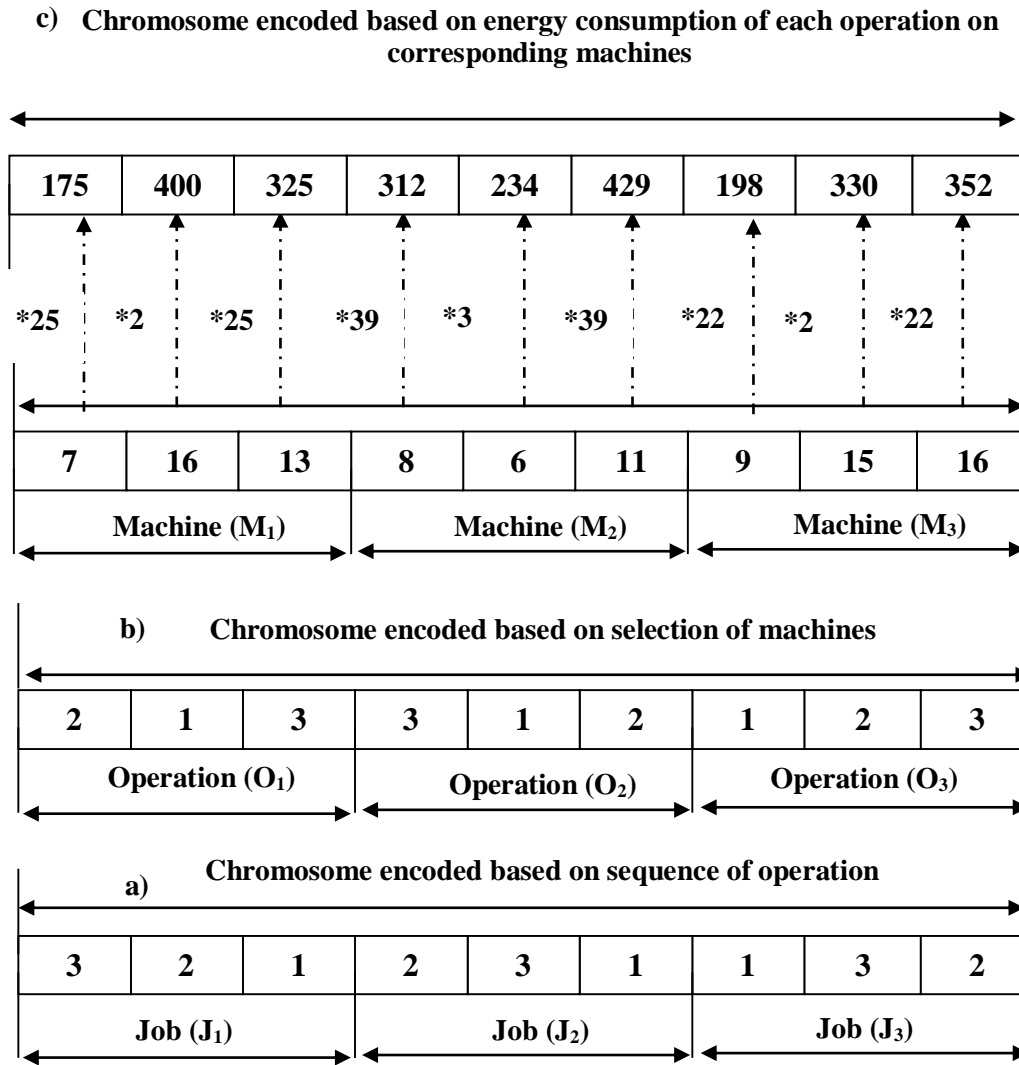 c) Chromosome encoded based on energy consumption of each operation on
corresponding machines
175 400 325 312 234 429 198 330 352
*25 *2 *25 *39 *3 *39 *22 *2 *22
7 16 13 8 6 11 9 15 16
Machine (M₁) Machine (M₂) Machine (M₃)
b) Chromosome encoded based on selection of machines
2 1 3 3 1 2 1 2 3
Operation (O₁) Operation (O₂) Operation (O₃)
a) Chromosome encoded based on sequence of operation
3 2 1 2 3 1 1 3 2
Job (J₁) Job (J₂) Job (J₃)